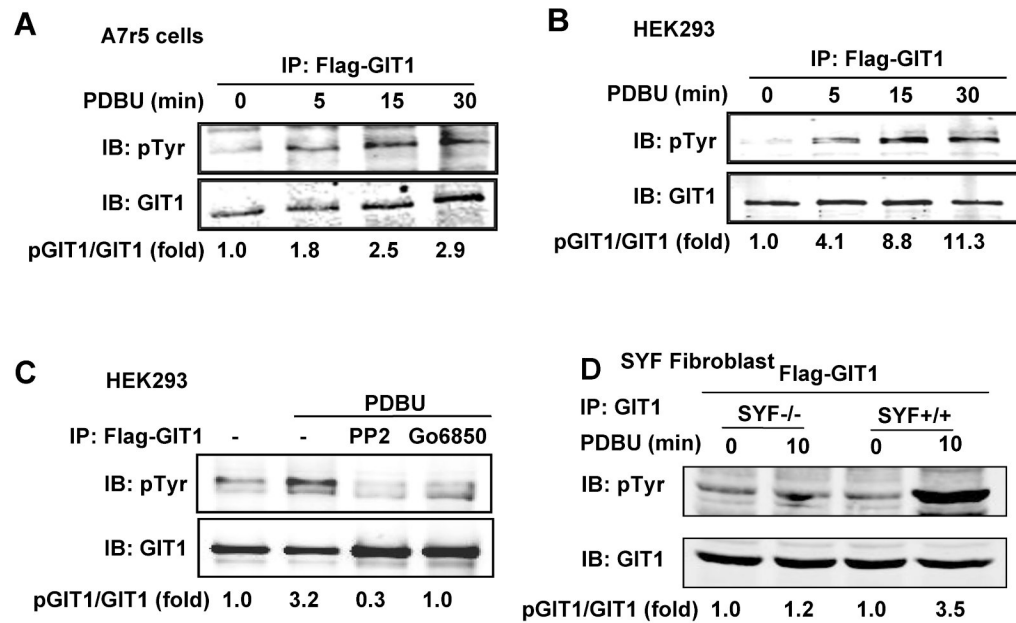 A
A7r5 cells
IP: Flag-GIT1
PDBU (min) 0 5 15 30
IB: pTyr
IB: GIT1
pGIT1/GIT1 (fold) 1.0 1.8 2.5 2.9
B
HEK293
IP: Flag-GIT1
PDBU (min) 0 5 15 30
IB: pTyr
IB: GIT1
pGIT1/GIT1 (fold) 1.0 4.1 8.8 11.3
C
HEK293
PDBU
IP: Flag-GIT1 - - PP2 Go6850
IB: pTyr
IB: GIT1
pGIT1/GIT1 (fold) 1.0 3.2 0.3 1.0
D SYF Fibroblast
Flag-GIT1
IP: GIT1
SYF-/- SYF+/+
PDBU (min) 0 10 0 10
IB: pTyr
IB: GIT1
pGIT1/GIT1 (fold) 1.0 1.2 1.0 3.5